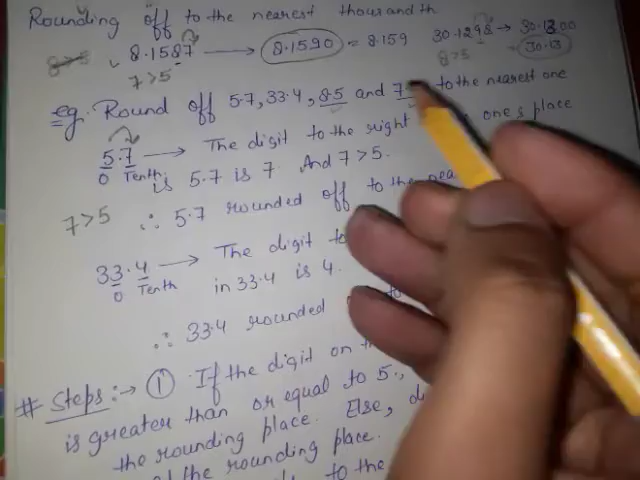 Rounding off to the nearest thousandth
8.1587 → 8.1590 = 8.159
7 > 5
30.1298 → 30.1300
8 > 5 = 30.13
eg. Round off 5.7, 33.4, 8.5 and to the nearest one
5.7 → The digit to the right one's place
O Tenth is 5.7 is 7. And 7 > 5.
7 > 5 ∴ 5.7 rounded off to the
33.4 → The digit
O Tenth in 33.4 is 4.
∴ 33.4 rounded
# Steps :→ ① If the digit on
is greater than or equal to 5.,
the rounding place. Else,
of the rounding place.
to the